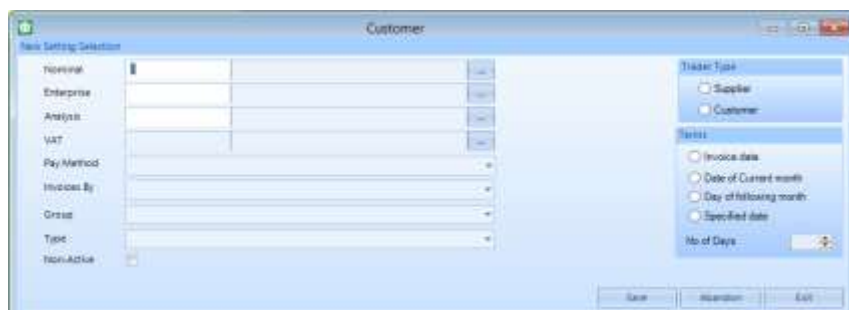 Customer
New Setting Selection
Nominal
Enterprise
Analysis
VAT
Pay Method
Invoices By
Group
Type
Non-Active
Trader Type
Supplier
Customer
Terms
Invoice date
Date of Current month
Day of following month
Specified date
No of Days
Save Abandon Exit